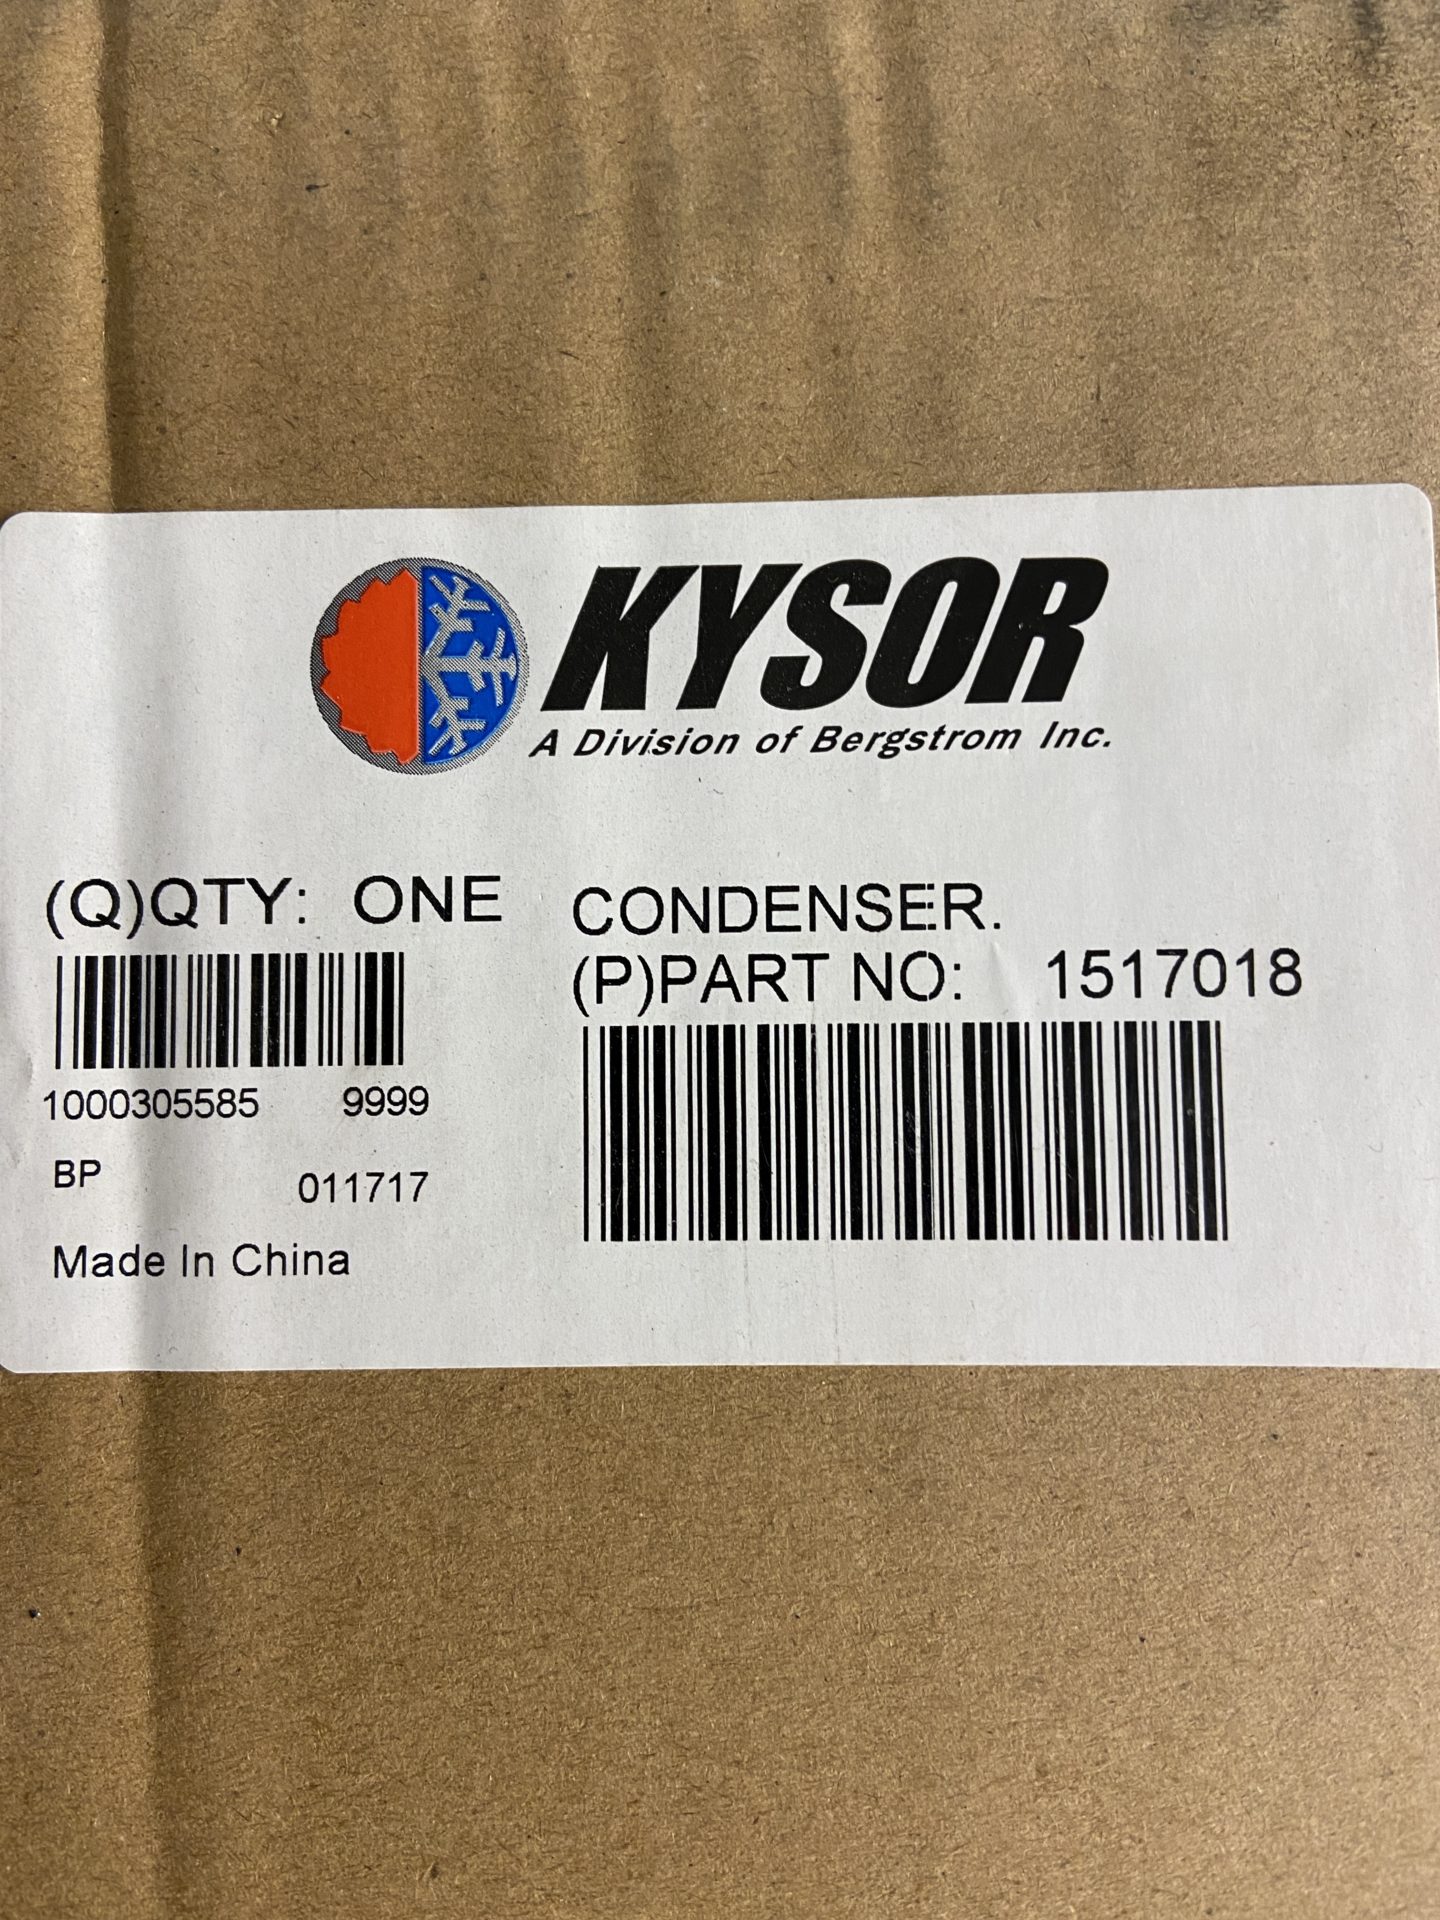 KYSOR
A Division of Bergstrom Inc.
(Q)QTY: ONE
1000305585 9999
BP 011717
Made In China
CONDENSER.
(P)PART NO: 1517018